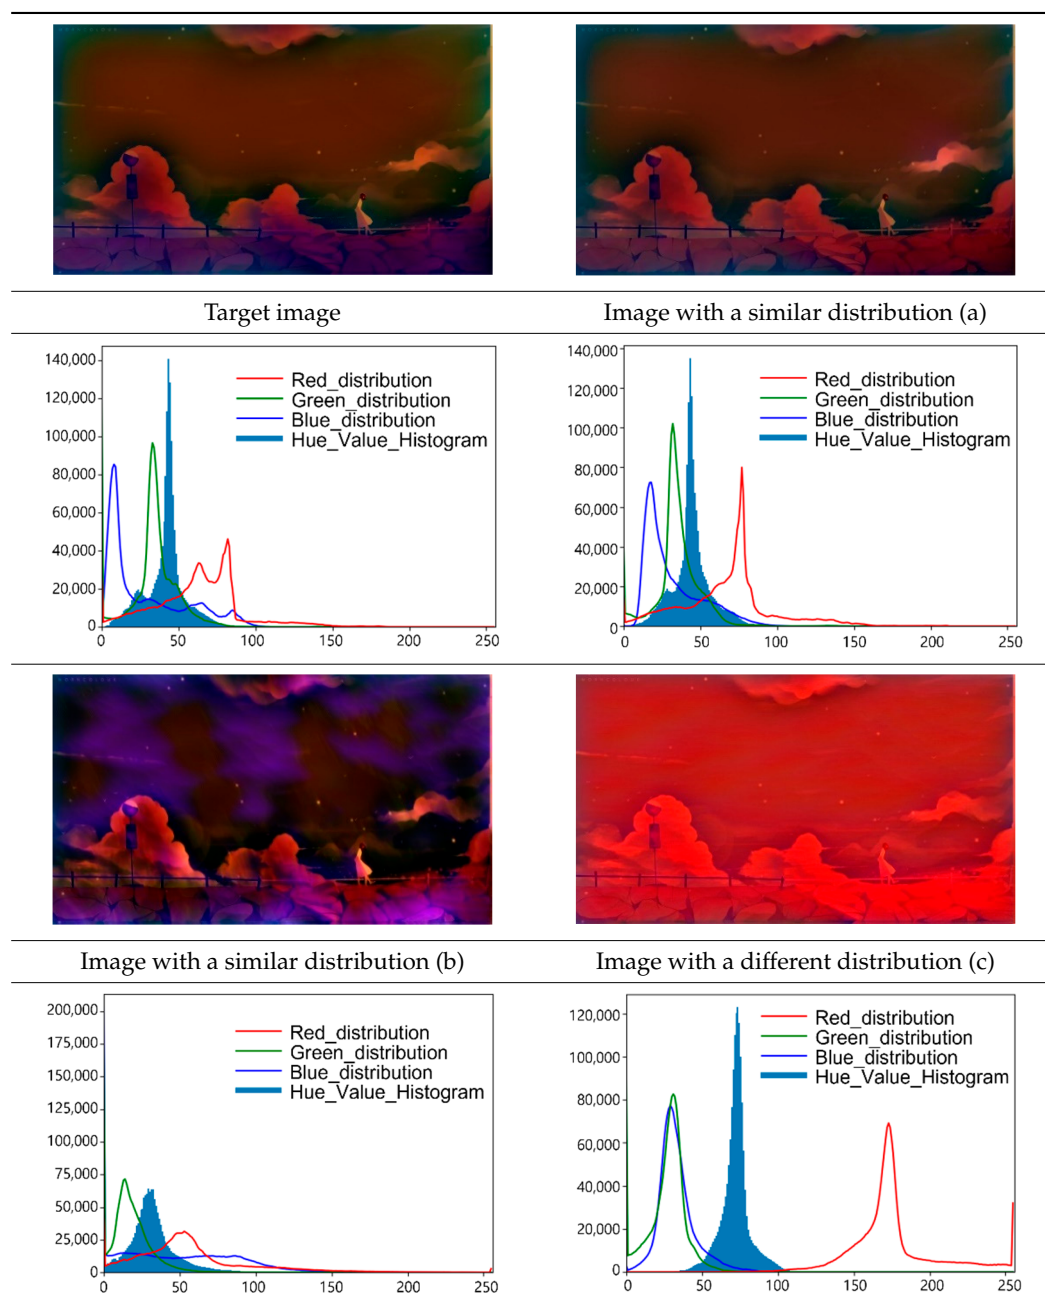 Target image
Image with a similar distribution (a)
140,000
120,000
100,000
80,000
60,000
40,000
20,000
0
0 50 100 150 200 250
Red_distribution
Green_distribution
Blue_distribution
Hue_Value_Histogram
140,000
120,000
100,000
80,000
60,000
40,000
20,000
0
0 50 100 150 200 250
Red_distribution
Green_distribution
Blue_distribution
Hue_Value_Histogram
Image with a similar distribution (b)
Image with a different distribution (c)
200,000
175,000
150,000
125,000
100,000
75,000
50,000
25,000
0
0 50 100 150 200 250
Red_distribution
Green_distribution
Blue_distribution
Hue_Value_Histogram
120,000
120,000
80,000
60,000
40,000
20,000
0
0 50 100 150 200 250
Red_distribution
Green_distribution
Blue_distribution
Hue_Value_Histogram